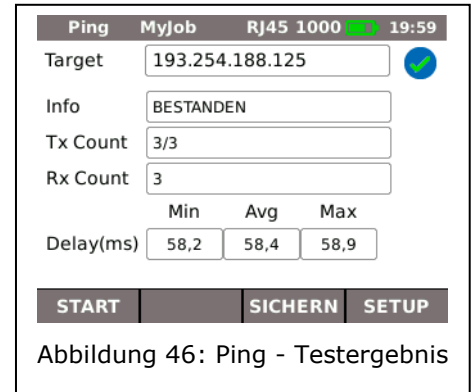 Ping MyJob RJ45 1000 19:59
Target 193.254.188.125
Info BESTANDEN
Tx Count 3/3
Rx Count 3
Min Avg Max
Delay(ms) 58,2 58,4 58,9
START SICHERN SETUP
Abbildung 46: Ping - Testergebnis